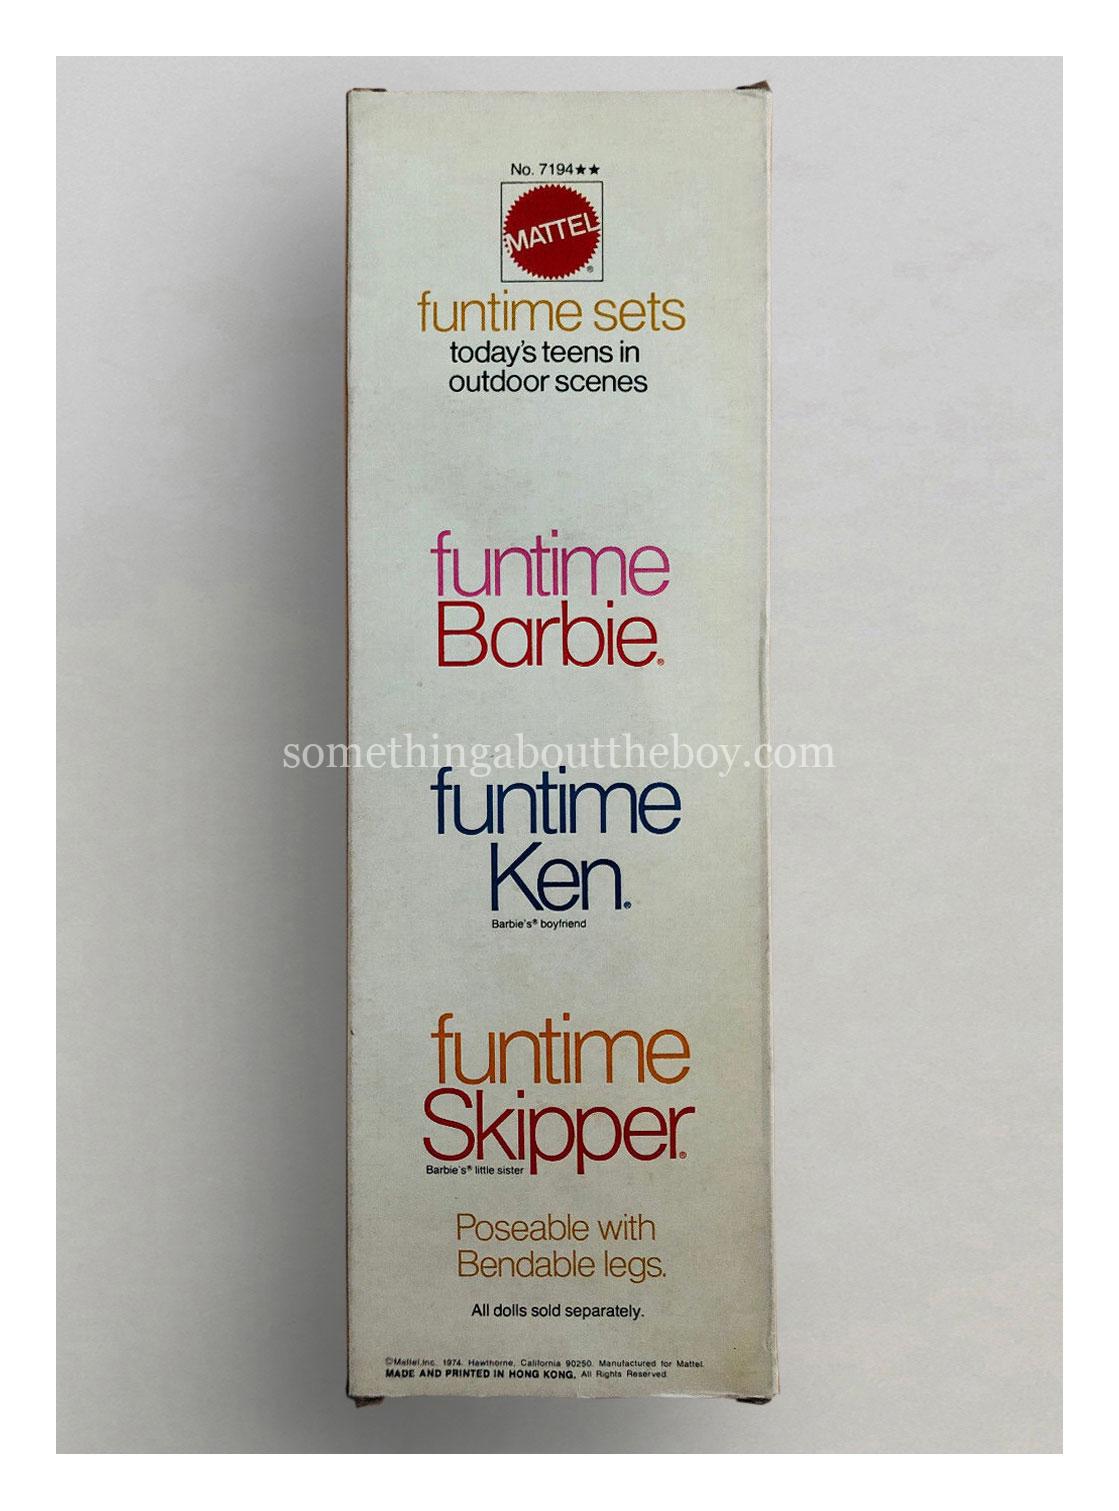 No. 7194★★
MATTEL®
funtime sets
today's teens in
outdoor scenes
funtime
Barbie®
somethingabouttheboy.com
funtime
Ken®
Barbie's® boyfriend
funtime
Skipper®
Barbie's® little sister
Poseable with
Bendable legs.
All dolls sold separately.
©Mattel,Inc. 1974. Hawthorne, California 90250. Manufactured for Mattel.
MADE AND PRINTED IN HONG KONG. All Rights Reserved.